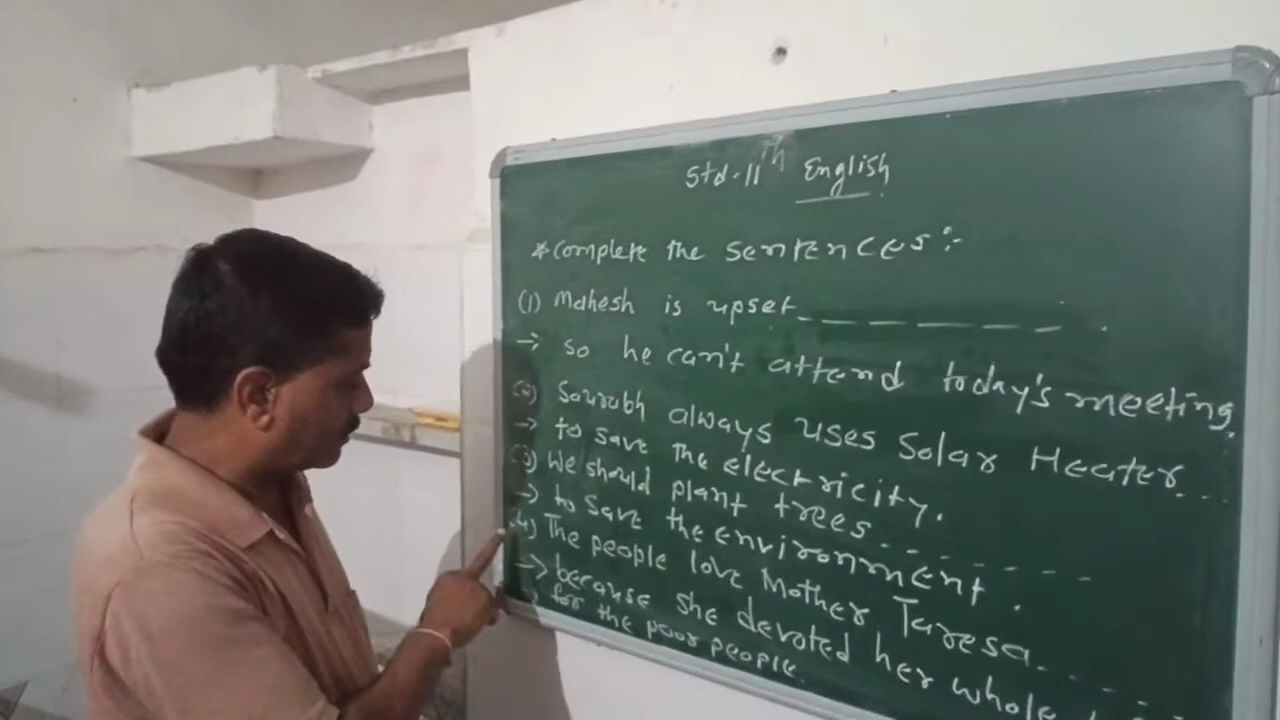 Std-11th English
* Complete the sentences :-
(1) Mahesh is upset _ _ _ _ _ _ _ _ .
→ so he can't attend today's meeting.
(2) Sourabh always uses Solar Heater...
→ to save the electricity.
(3) We should plant trees.......
→ to save the environment.
(4) The people love Mother Taresa......
→ because she devoted her whole
for the poor people.